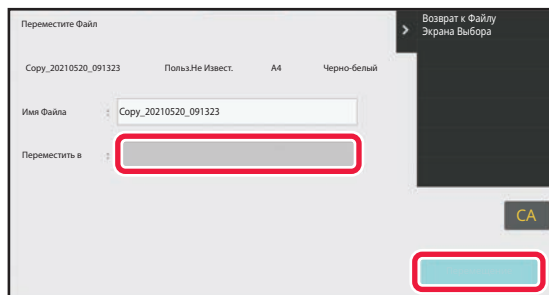 Переместите Файл
Возврат к Файлу
Экрана Выбора
Copy_20210520_091323 Польз.Не Извест. A4 Черно-белый
Имя Файла : Copy_20210520_091323
Переместить в :
CA